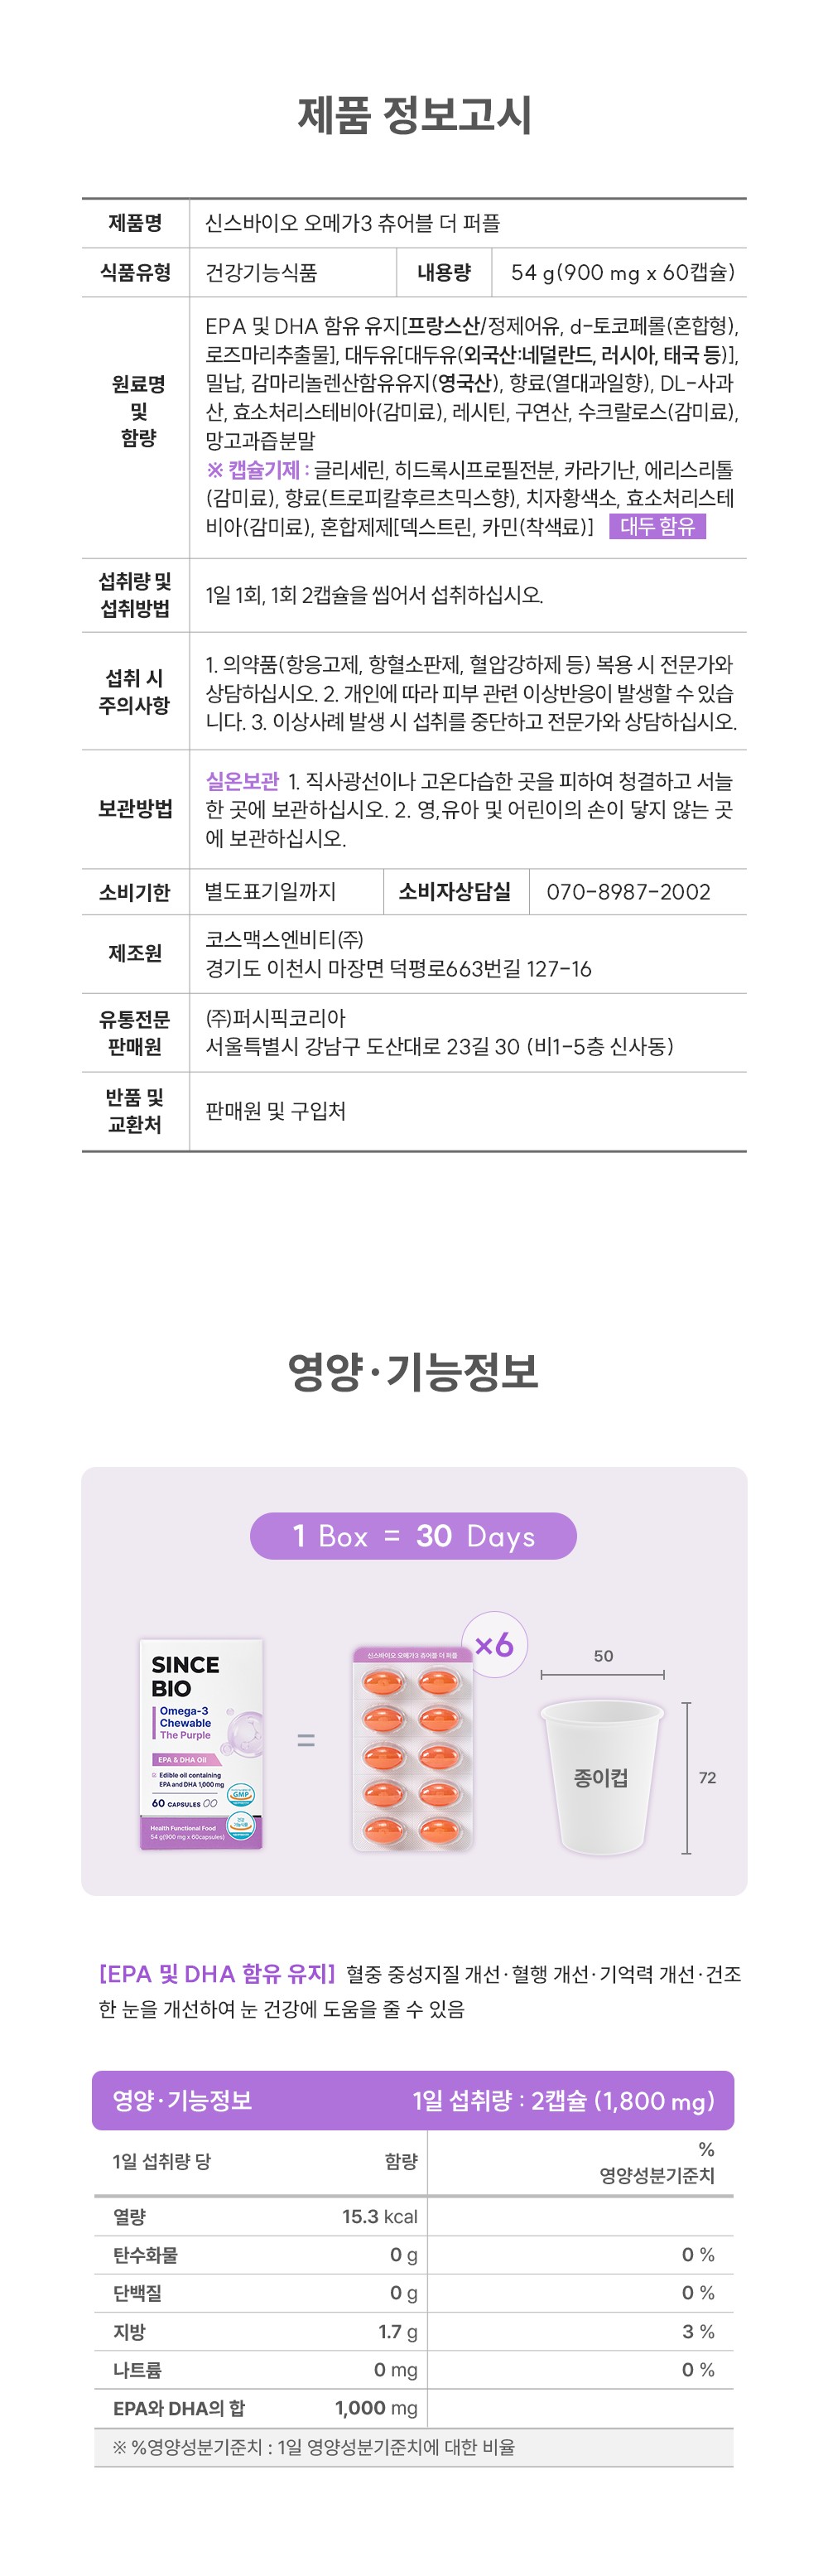 제품 정보고시
제품명 신스바이오 오메가3 츄어블 더 퍼플
식품유형 건강기능식품 내용량 54 g(900 mg x 60캡슐)
원료명
및
함량
EPA 및 DHA 함유 유지[프랑스산/정제어유, d-토코페롤(혼합형),
로즈마리추출물], 대두유[대두유(외국산:네덜란드, 러시아, 태국 등)],
밀납, 감마리놀렌산함유유지(영국산), 향료(열대과일향), DL-사과
산, 효소처리스테비아(감미료), 레시틴, 구연산, 수크랄로스(감미료),
망고과즙분말
※ 캡슐기제 : 글리세린, 히드록시프로필전분, 카라기난, 에리스리톨
(감미료), 향료(트로피칼후르츠믹스향), 치자황색소, 효소처리스테
비아(감미료), 혼합제제[덱스트린, 카민(착색료)] 대두 함유
섭취량 및
섭취방법
1일 1회, 1회 2캡슐을 씹어서 섭취하십시오.
섭취 시
주의사항
1. 의약품(항응고제, 항혈소판제, 혈압강하제 등) 복용 시 전문가와
상담하십시오. 2. 개인에 따라 피부 관련 이상반응이 발생할 수 있습
니다. 3. 이상사례 발생 시 섭취를 중단하고 전문가와 상담하십시오.
보관방법
실온보관 1. 직사광선이나 고온다습한 곳을 피하여 청결하고 서늘
한 곳에 보관하십시오. 2. 영,유아 및 어린이의 손이 닿지 않는 곳
에 보관하십시오.
소비기한 별도표기일까지 소비자상담실 070-8987-2002
제조원
코스맥스엔비티(주)
경기도 이천시 마장면 덕평로663번길 127-16
유통전문
판매원
(주)퍼시픽코리아
서울특별시 강남구 도산대로 23길 30 (비1-5층 신사동)
반품 및
교환처
판매원 및 구입처
영양·기능정보
1 Box = 30 Days
SINCE
BIO
Omega-3
Chewable
The Purple
EPA & DHA Oil
Edible oil containing
EPA and DHA 1,000 mg
60 CAPSULES
GMP
Health Functional Food
54 g(900 mg x 60capsules)
=
신스바이오 오메가3 츄어블 더 퍼플
×6
50
종이컵
72
[EPA 및 DHA 함유 유지] 혈중 중성지질 개선·혈행 개선·기억력 개선·건조
한 눈을 개선하여 눈 건강에 도움을 줄 수 있음
영양·기능정보 1일 섭취량 : 2캡슐 (1,800 mg)
1일 섭취량 당 함량 %
영양성분기준치
열량 15.3 kcal
탄수화물 0 g 0 %
단백질 0 g 0 %
지방 1.7 g 3 %
나트륨 0 mg 0 %
EPA와 DHA의 합 1,000 mg
※ %영양성분기준치 : 1일 영양성분기준치에 대한 비율